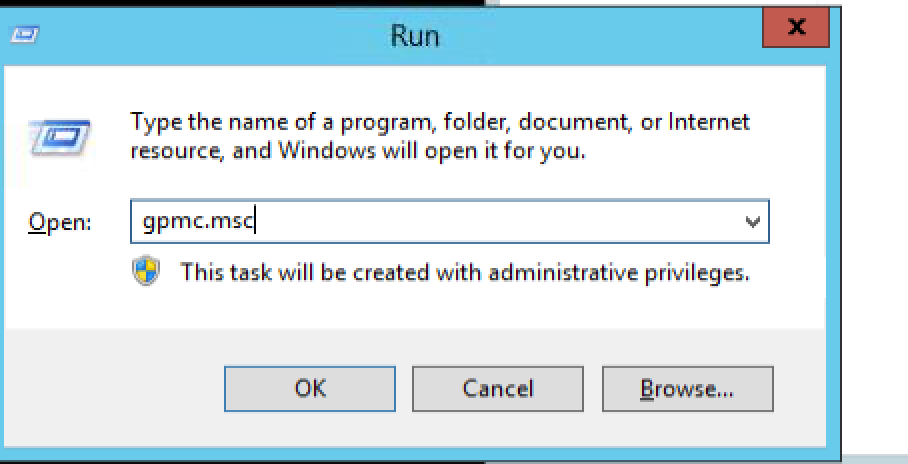 Run
Type the name of a program, folder, document, or Internet
resource, and Windows will open it for you.
Open: gpmc.msc
This task will be created with administrative privileges.
OK Cancel Browse...